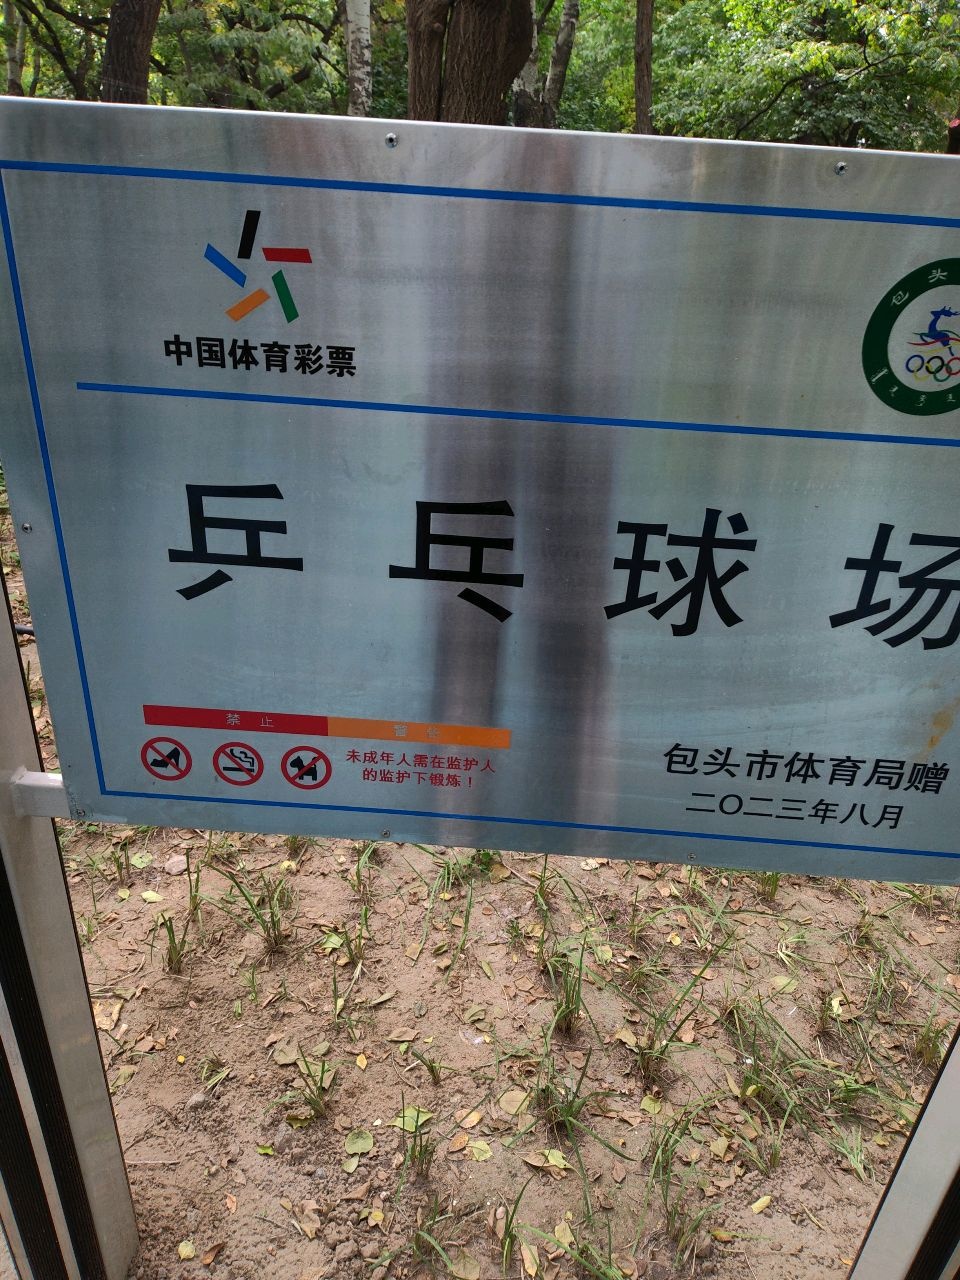 中国体育彩票
包头
乒乓球场
禁止
警告
未成年人需在监护人
的监护下锻炼！
包头市体育局赠
二〇二三年八月